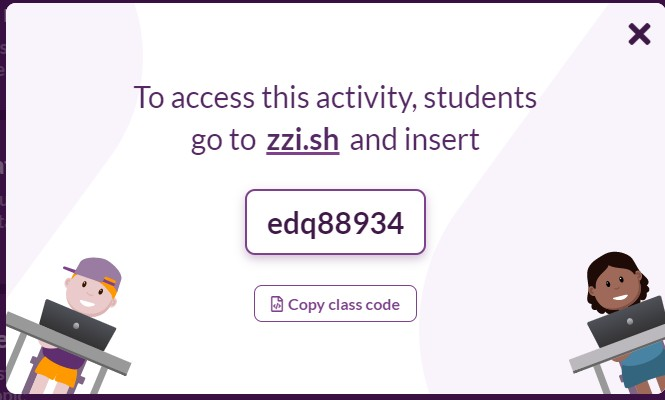 To access this activity, students
go to zzi.sh and insert
edq88934
Copy class code